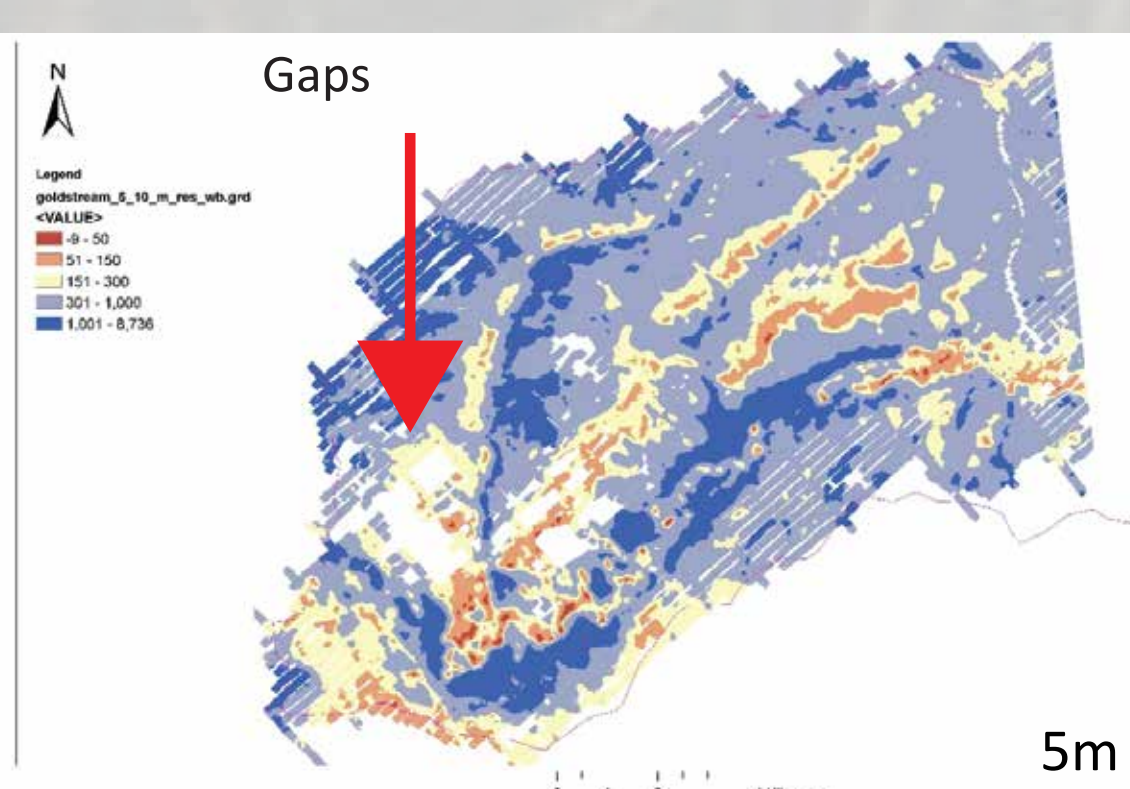 Gaps
N
Legend
goldstream_5_10_m_res_wb.grd
<VALUE>
-9 - 50
51 - 150
151 - 300
301 - 1,000
1,001 - 8,736
5m